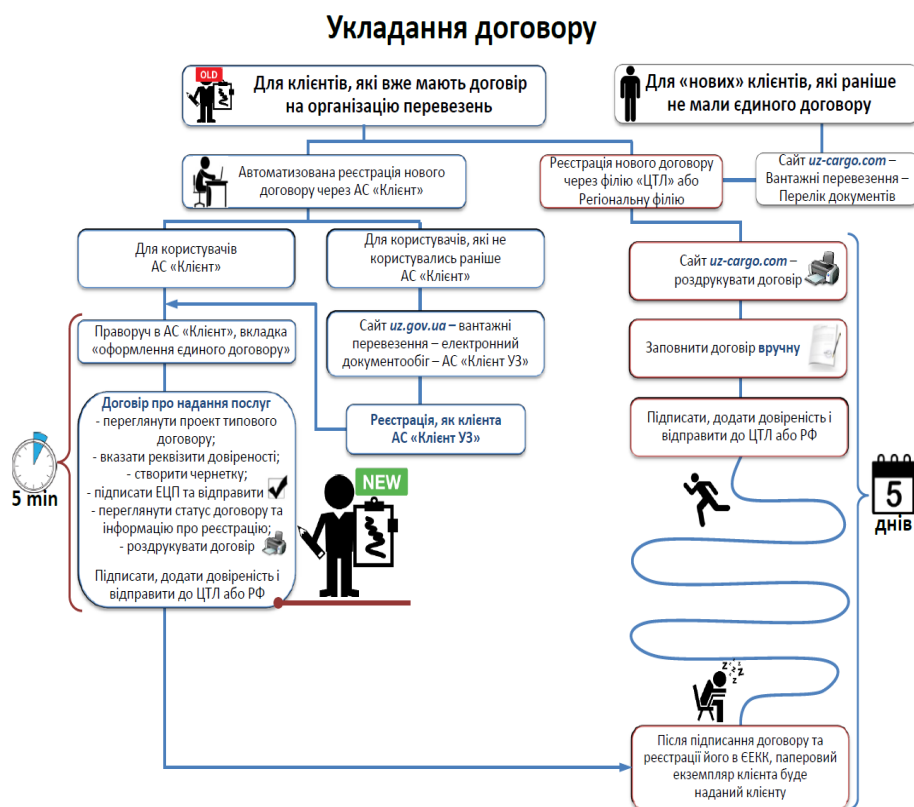 Укладання договору
OLD
Для клієнтів, які вже мають договір
на організацію перевезень
Для «нових» клієнтів, які раніше
не мали єдиного договору
Автоматизована реєстрація нового
договору через АС «Клієнт»
Реєстрація нового договору
через філію «ЦТЛ» або
Регіональну філію
Сайт uz-cargo.com –
Вантажні перевезення –
Перелік документів
Для користувачів
АС «Клієнт»
Для користувачів, які не
користувались раніше
АС «Клієнт»
Сайт uz-cargo.com –
роздрукувати договір
Праворуч в АС «Клієнт», вкладка
«оформлення єдиного договору»
Сайт uz.gov.ua – вантажні
перевезення – електронний
документообіг – АС «Клієнт УЗ»
Заповнити договір вручну
Договір про надання послуг
- переглянути проект типового
договору;
- вказати реквізити довіреності;
- створити чернетку;
- підписати ЕЦП та відправити
- переглянути статус договору та
інформацію про реєстрацію;
- роздрукувати договір
Підписати, додати довіреність і
відправити до ЦТЛ або РФ
Реєстрація, як клієнта
АС «Клієнт УЗ»
Підписати, додати довіреність і
відправити до ЦТЛ або РФ
5 min
NEW
5
днів
z z z z z
Після підписання договору та
реєстрації його в ЄЕКК, паперовий
екземпляр клієнта буде
наданий клієнту